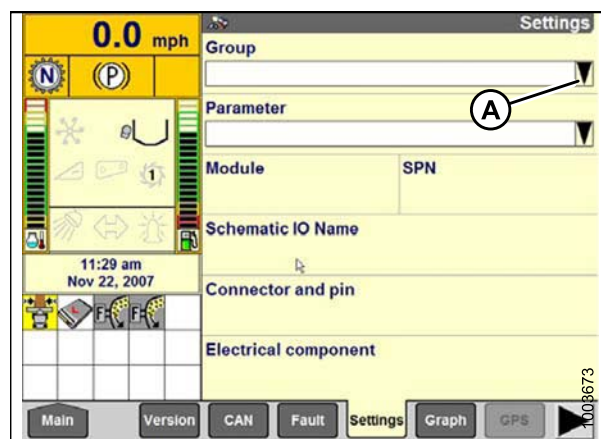 0.0 mph
N
(P)
1
11:29 am
Nov 22, 2007
F
F
Settings
Group
A
Parameter
Module SPN
Schematic IO Name
Connector and pin
Electrical component
Main Version CAN Fault Settings Graph GPS
1003673